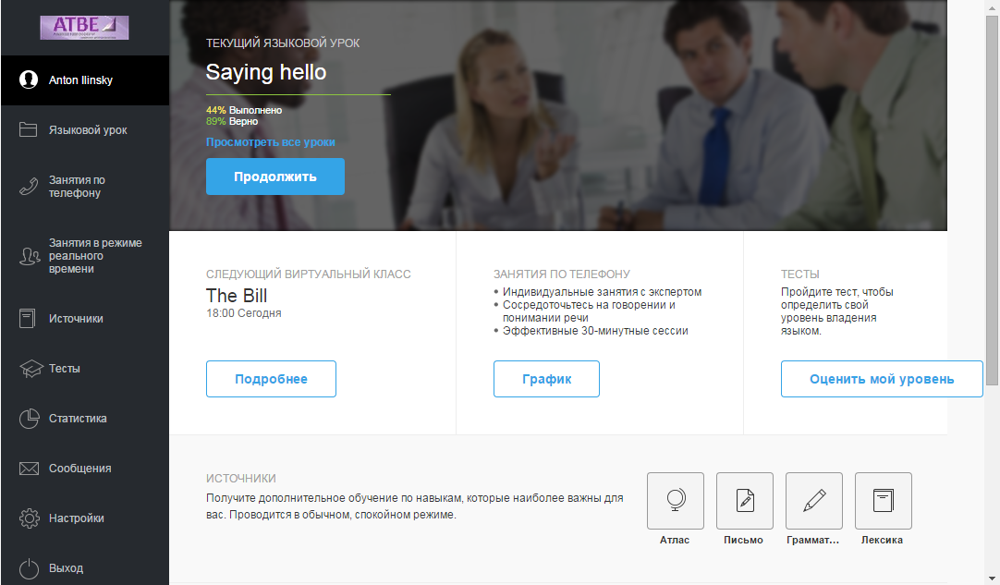 ATBE
Anton Ilinsky
Языковой урок
Занятия по
телефону
Занятия в режиме
реального
времени
Источники
Тесты
Статистика
Сообщения
Настройки
Выход
ТЕКУЩИЙ ЯЗЫКОВОЙ УРОК
Saying hello
44% Выполнено
89% Верно
Просмотреть все уроки
Продолжить
СЛЕДУЮЩИЙ ВИРТУАЛЬНЫЙ КЛАСС
The Bill
18:00 Сегодня
Подробнее
ЗАНЯТИЯ ПО ТЕЛЕФОНУ
• Индивидуальные занятия с экспертом
• Сосредоточьтесь на говорении и
понимании речи
• Эффективные 30-минутные сессии
График
ТЕСТЫ
Пройдите тест, чтобы
определить свой
уровень владения
языком.
Оценить мой уровень
ИСТОЧНИКИ
Получите дополнительное обучение по навыкам, которые наиболее важны для
вас. Проводится в обычном, спокойном режиме.
Атлас
Письмо
Граммат...
Лексика